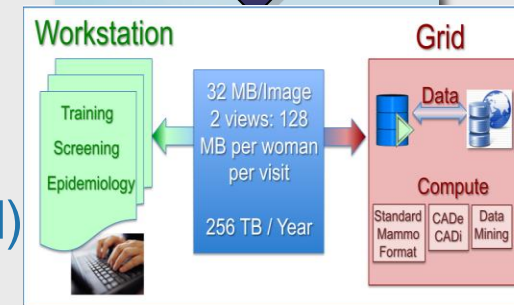 Workstation
Training
Screening
Epidemiology
32 MB/Image
2 views: 128
MB per woman
per visit
256 TB / Year
Grid
Data
Compute
Standard
Mammo
Format
CADe
CADi
Data
Mining